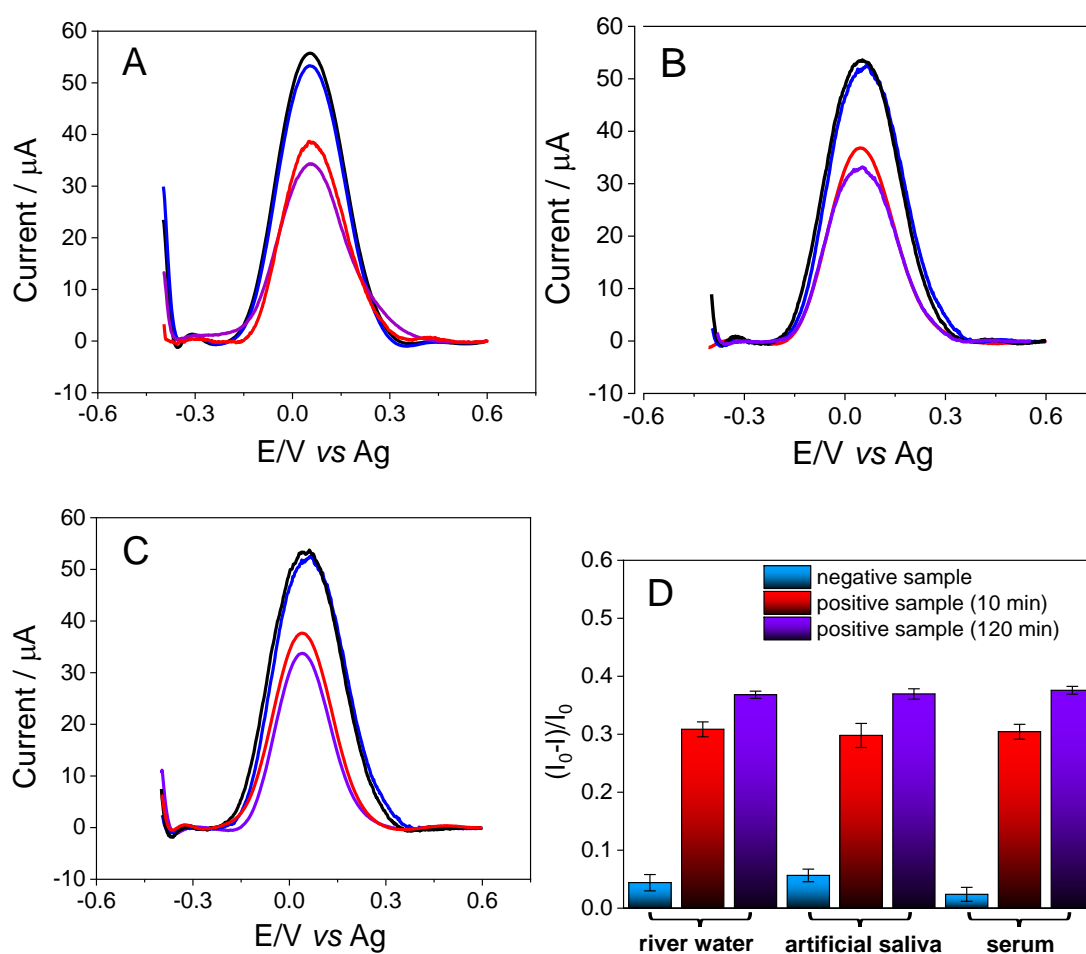 A
Current / μA
60
50
40
30
20
10
0
-10
-0.6 -0.3 0.0 0.3 0.6
E/V vs Ag
B
Current / μA
60
50
40
30
20
10
0
-10
-0.6 -0.3 0.0 0.3 0.6
E/V vs Ag
C
Current / μA
60
50
40
30
20
10
0
-10
-0.6 -0.3 0.0 0.3 0.6
E/V vs Ag
D
negative sample
positive sample (10 min)
positive sample (120 min)
(I₀-I)/I₀
0.6
0.5
0.4
0.3
0.2
0.1
0.0
river water artificial saliva serum